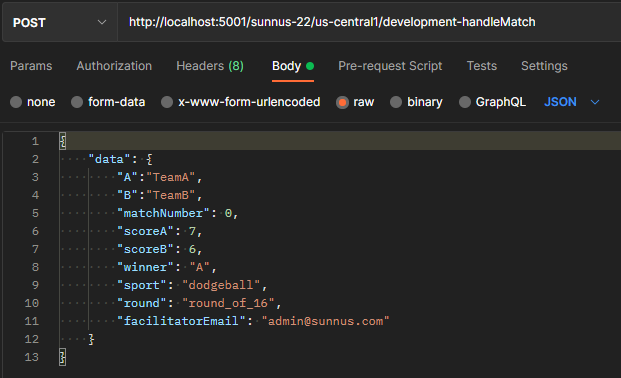 POST http://localhost:5001/sunnus-22/us-central1/development-handleMatch
Params Authorization Headers (8) Body Pre-request Script Tests Settings
none form-data x-www-form-urlencoded raw binary GraphQL JSON
1 {
2 "data": {
3 "A":"TeamA",
4 "B":"TeamB",
5 "matchNumber": 0,
6 "scoreA": 7,
7 "scoreB": 6,
8 "winner": "A",
9 "sport": "dodgeball",
10 "round": "round_of_16",
11 "facilitatorEmail": "admin@sunnus.com"
12 }
13 }